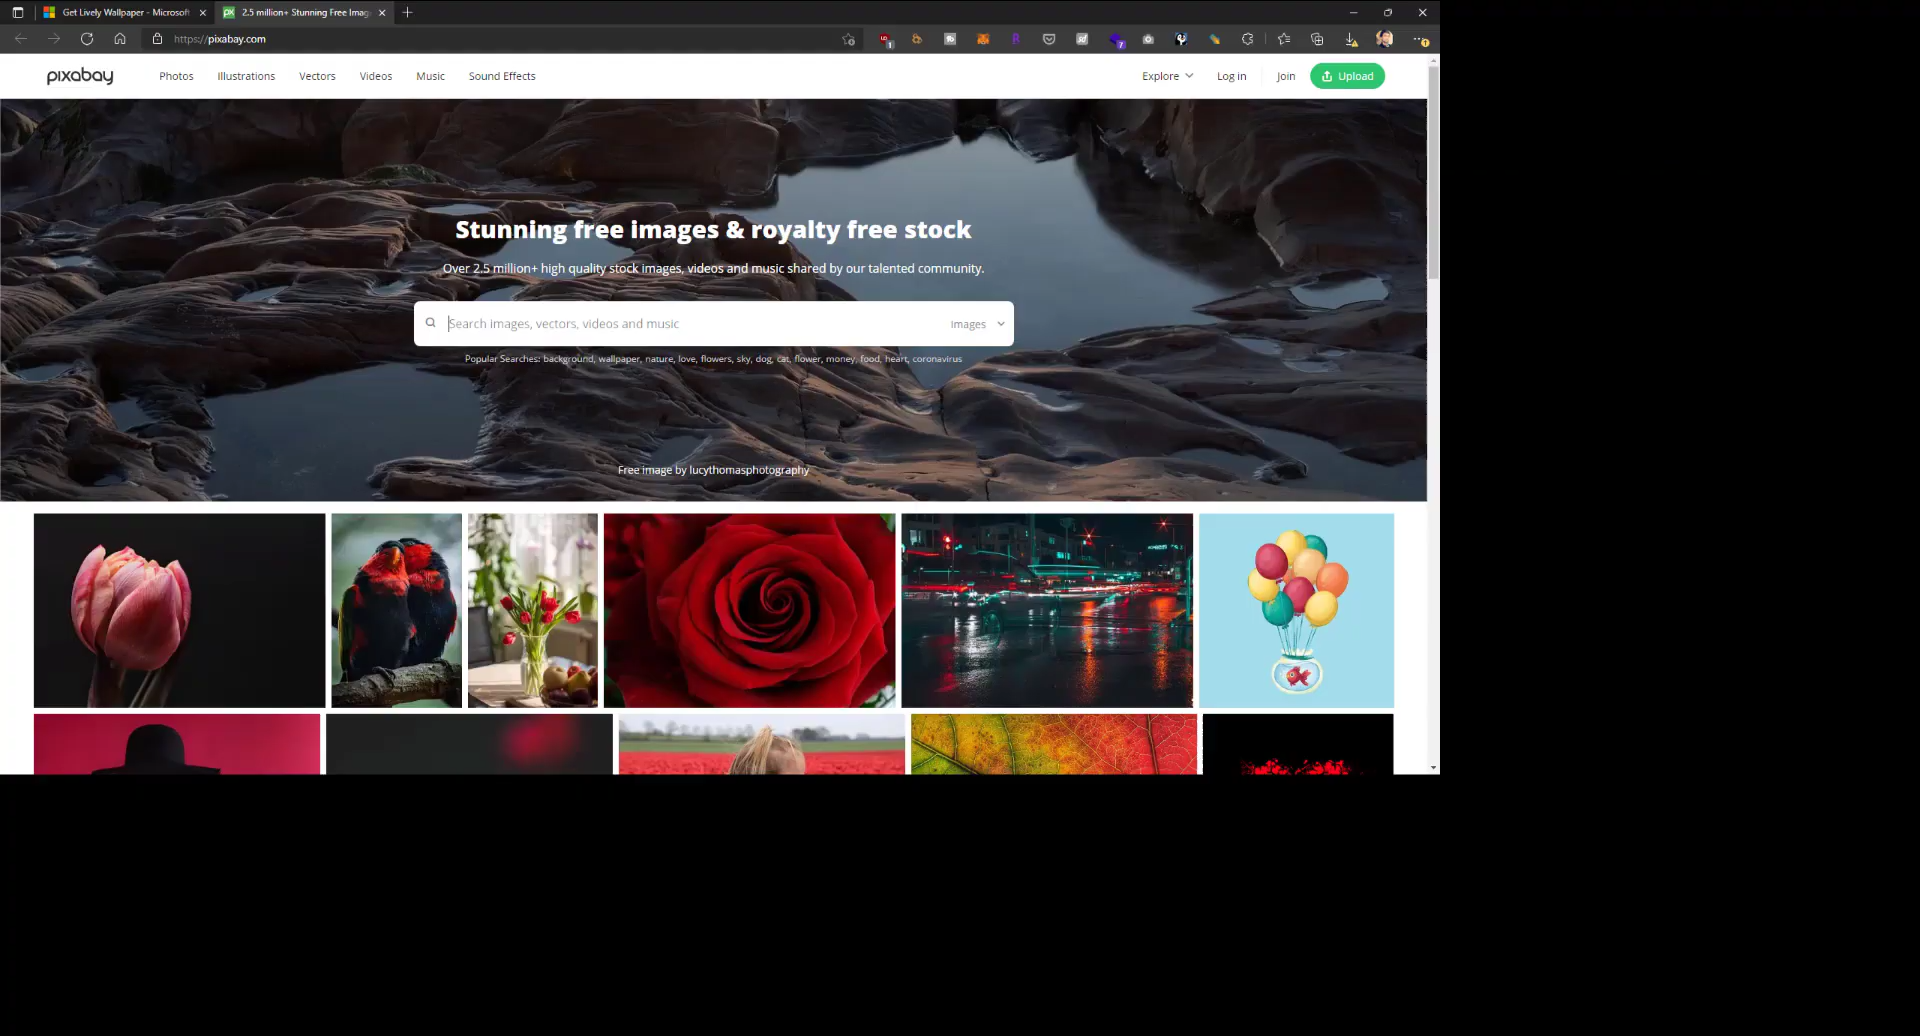 Get Lively Wallpaper - Microsoft
2.5 million+ Stunning Free Imag
https://pixabay.com
1
7
pixabay
Photos
Illustrations
Vectors
Videos
Music
Sound Effects
Explore
Log in
Join
Upload
Stunning free images & royalty free stock
Over 2.5 million+ high quality stock images, videos and music shared by our talented community.
Search images, vectors, videos and music
Images
Popular Searches: background, wallpaper, nature, love, flowers, sky, dog, cat, flower, money, food, heart, coronavirus
Free image by lucythomasphotography